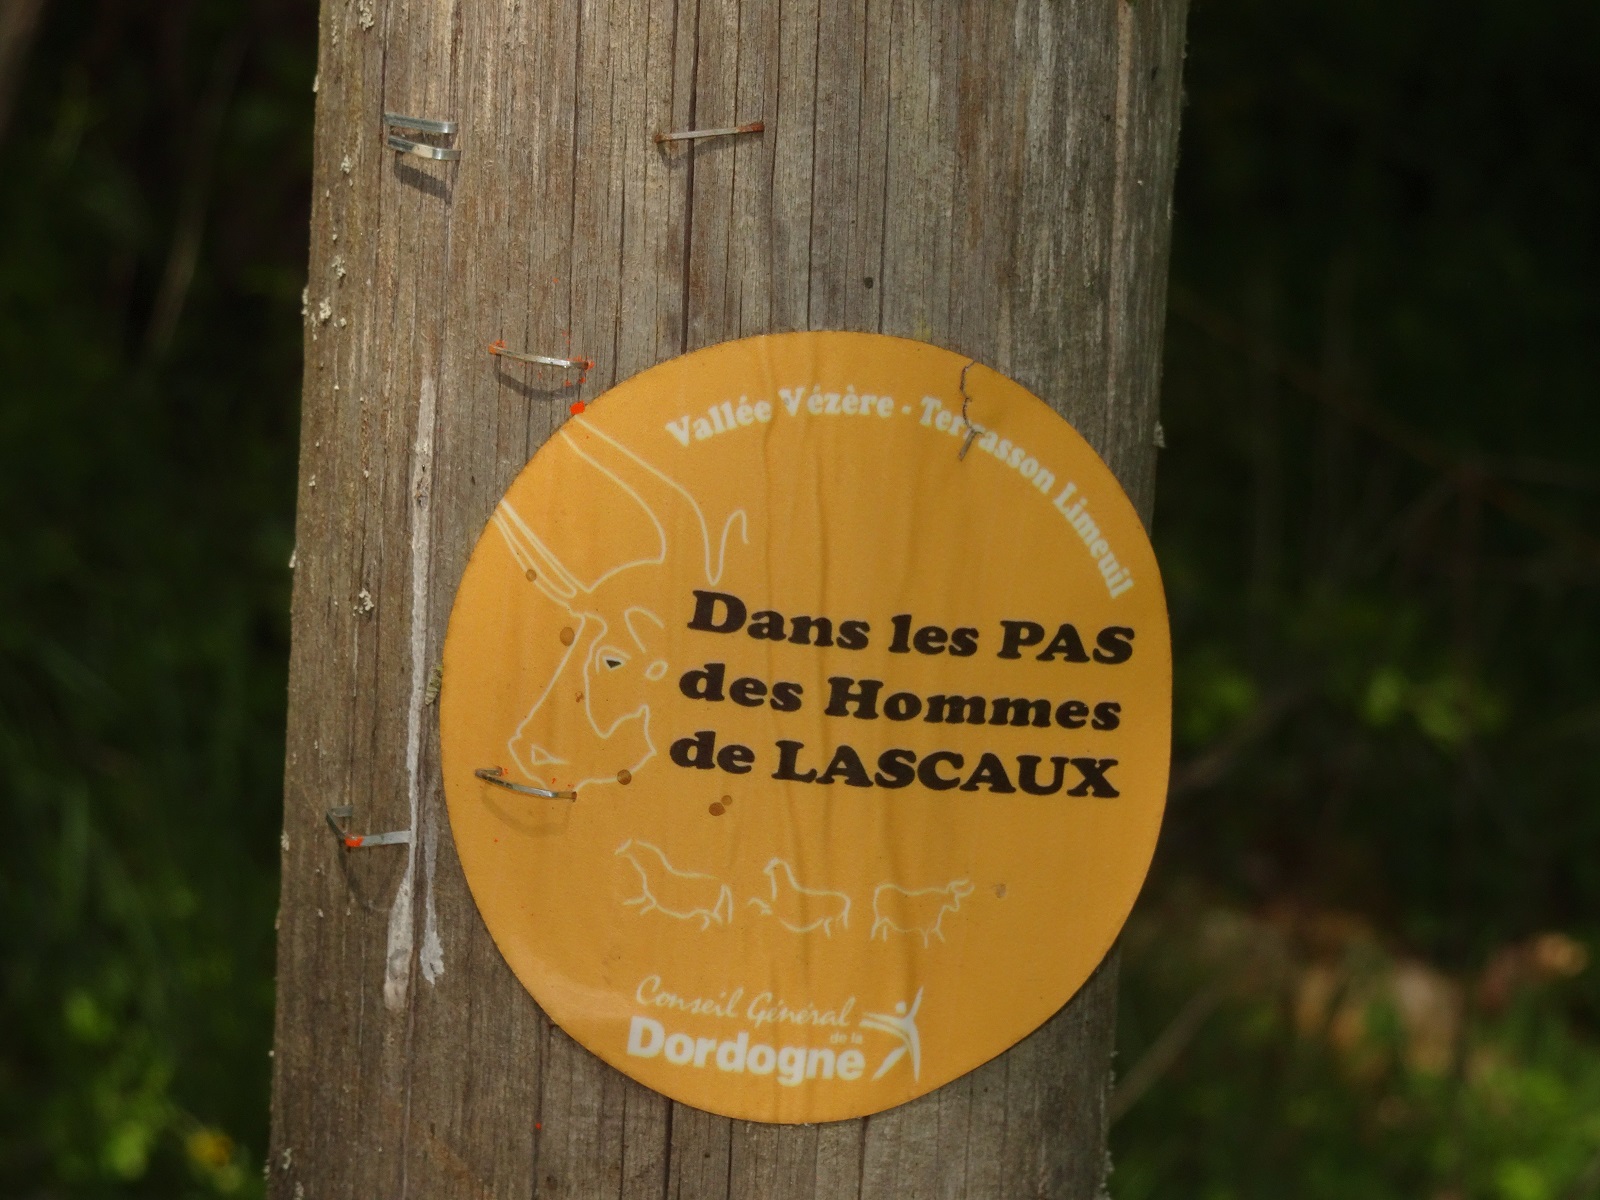 Vallée Vézère - Terrasson Limeuil
Dans les PAS
des Hommes
de LASCAUX
Conseil Général
de la
Dordogne